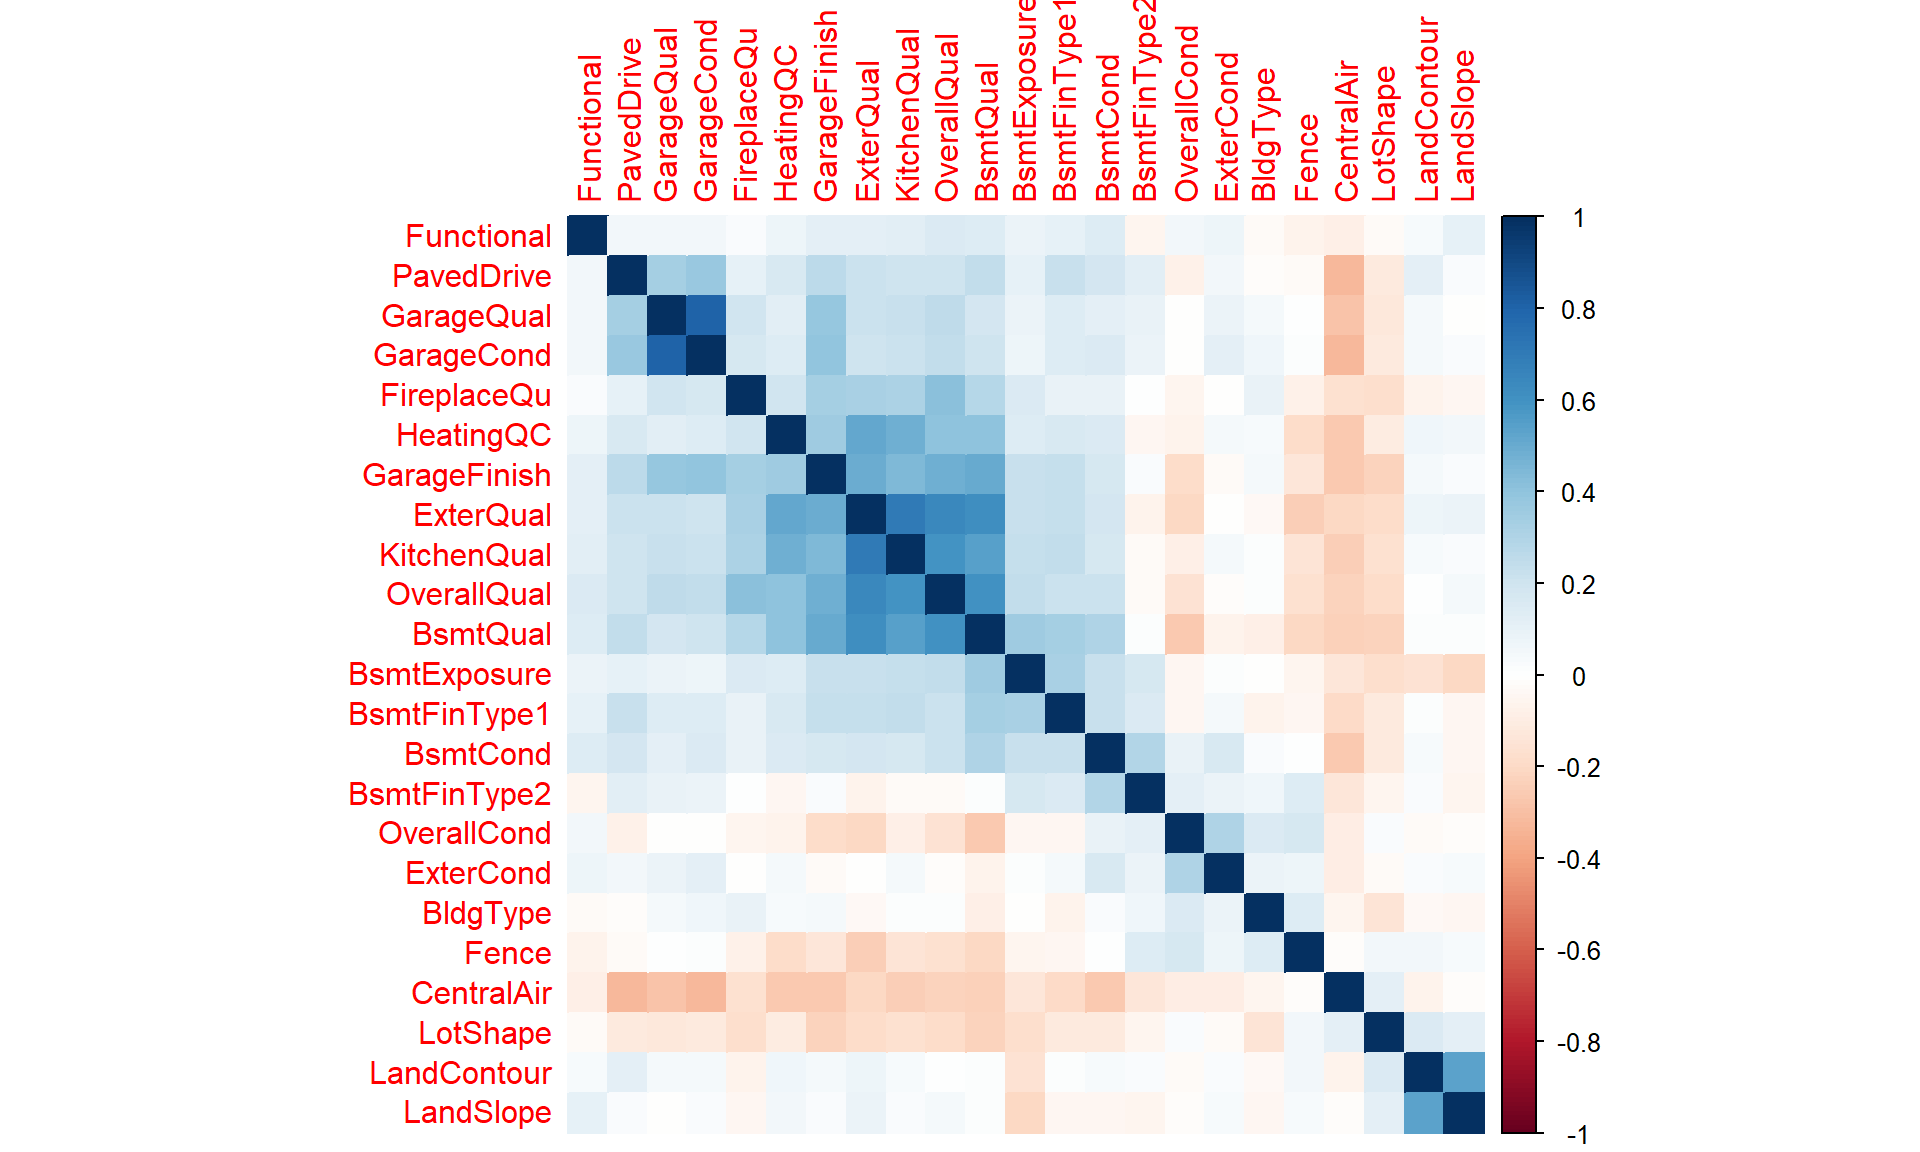 Functional
PavedDrive
GarageQual
GarageCond
FireplaceQu
HeatingQC
GarageFinish
ExterQual
KitchenQual
OverallQual
BsmtQual
BsmtExposure
BsmtFinType1
BsmtCond
BsmtFinType2
OverallCond
ExterCond
BldgType
Fence
CentralAir
LotShape
LandContour
LandSlope
Functional
PavedDrive
GarageQual
GarageCond
FireplaceQu
HeatingQC
GarageFinish
ExterQual
KitchenQual
OverallQual
BsmtQual
BsmtExposure
BsmtFinType1
BsmtCond
BsmtFinType2
OverallCond
ExterCond
BldgType
Fence
CentralAir
LotShape
LandContour
LandSlope
1
0.8
0.6
0.4
0.2
0
-0.2
-0.4
-0.6
-0.8
-1